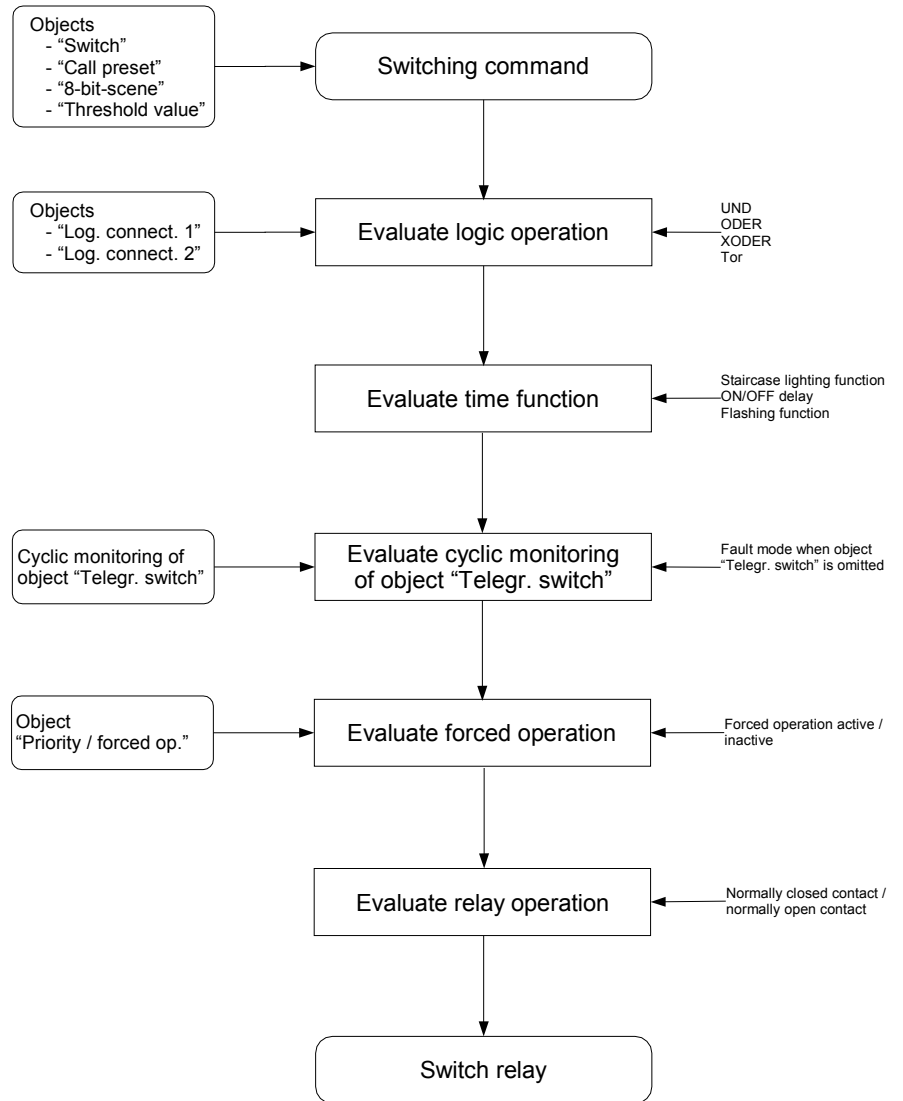 Objects
- “Switch”
- “Call preset”
- “8-bit-scene”
- “Threshold value”
Switching command
Objects
- “Log. connect. 1”
- “Log. connect. 2”
Evaluate logic operation
UND
ODER
XODER
Tor
Evaluate time function
Staircase lighting function
ON/OFF delay
Flashing function
Cyclic monitoring of
object “Telegr. switch”
Evaluate cyclic monitoring
of object “Telegr. switch”
Fault mode when object
“Telegr. switch” is omitted
Object
“Priority / forced op.”
Evaluate forced operation
Forced operation active /
inactive
Evaluate relay operation
Normally closed contact /
normally open contact
Switch relay